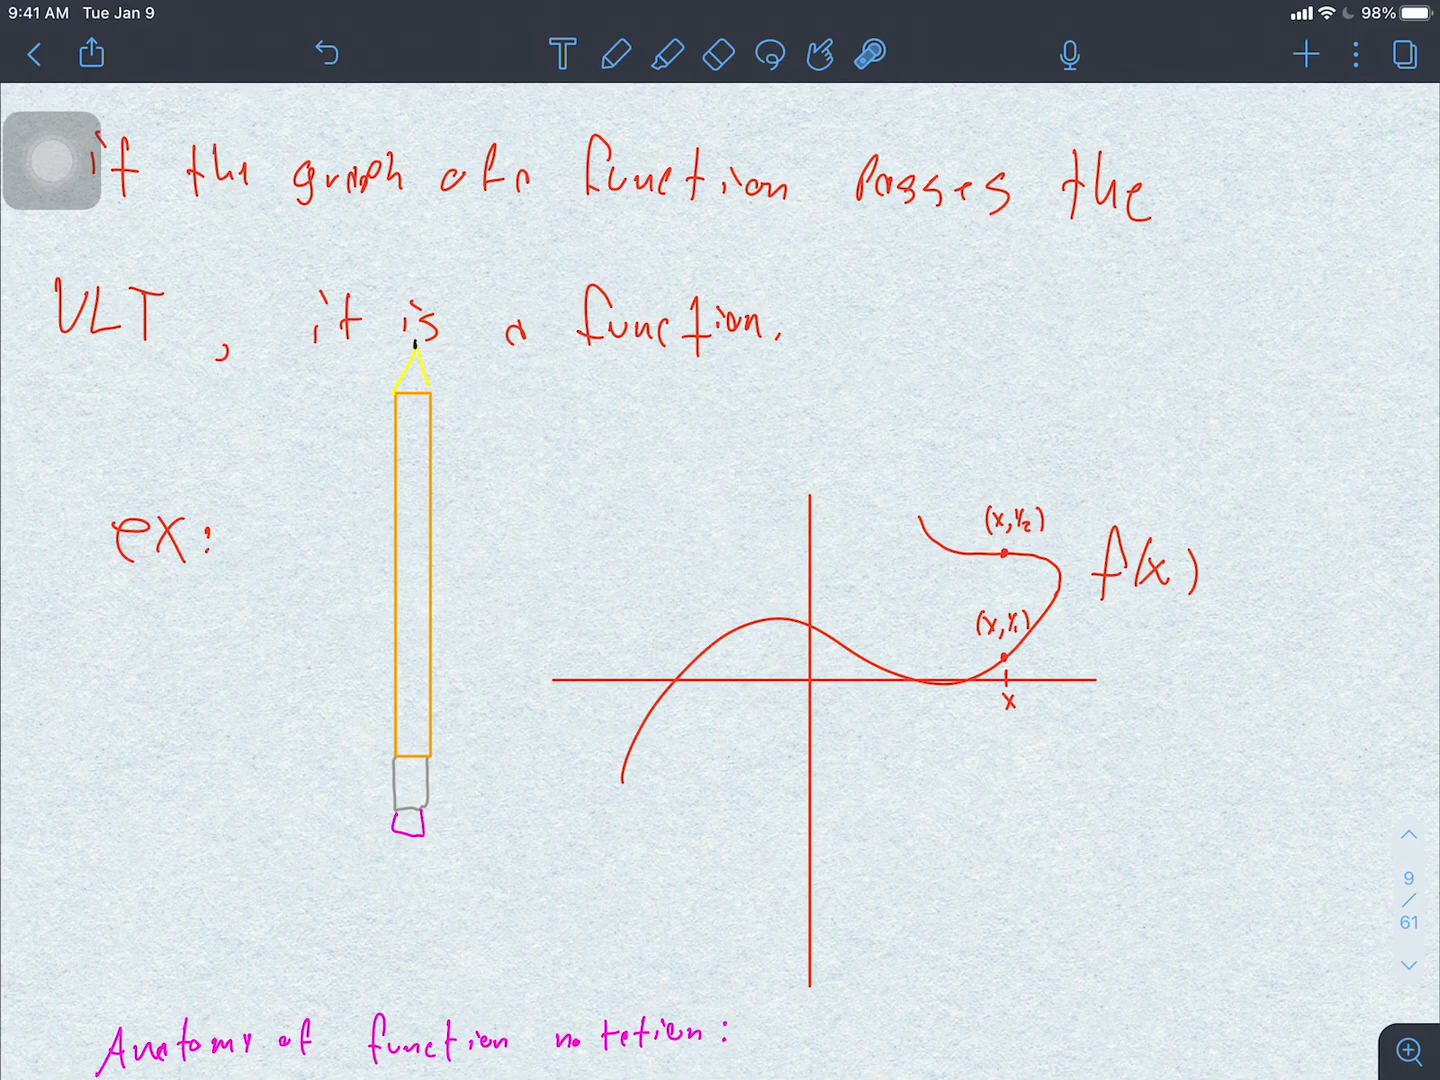 9:41 AM Tue Jan 9 98%
if the graph of a function passes the
VLT, it is a function.
ex:
(x, y₂)
f(x)
(x, y₁)
x
9
/
61
Anatomy of function notation: